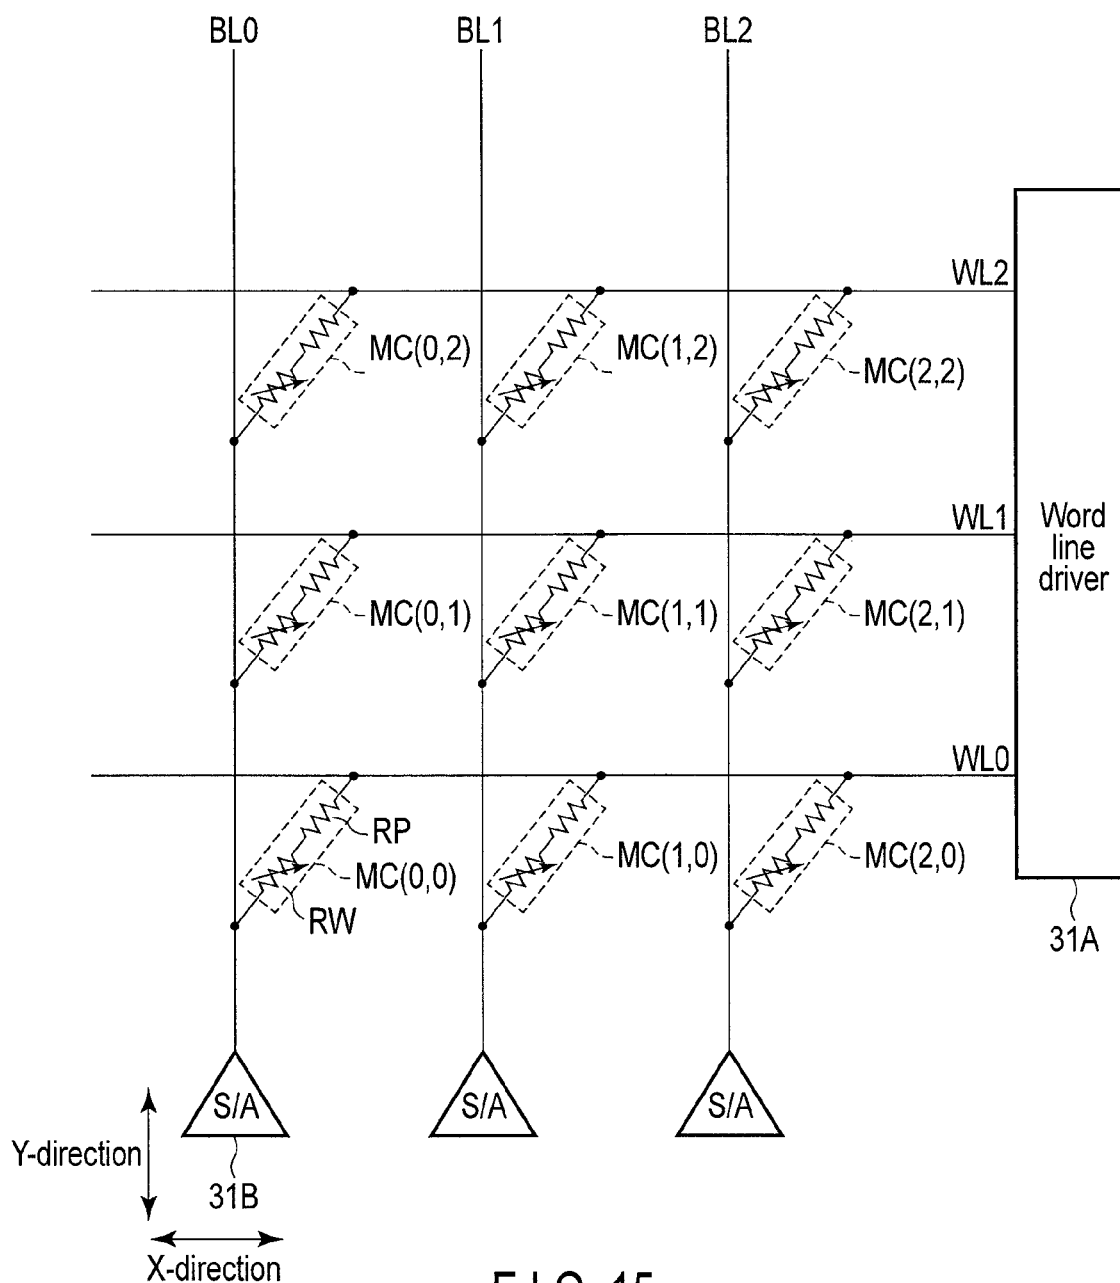 BL0 BL1 BL2
WL2
MC(0,2) MC(1,2) MC(2,2)
WL1
Word
line
driver
MC(0,1) MC(1,1) MC(2,1)
WL0
RP
MC(0,0) MC(1,0) MC(2,0)
RW
31A
S/A S/A S/A
Y-direction
31B
X-direction
FIG. 15